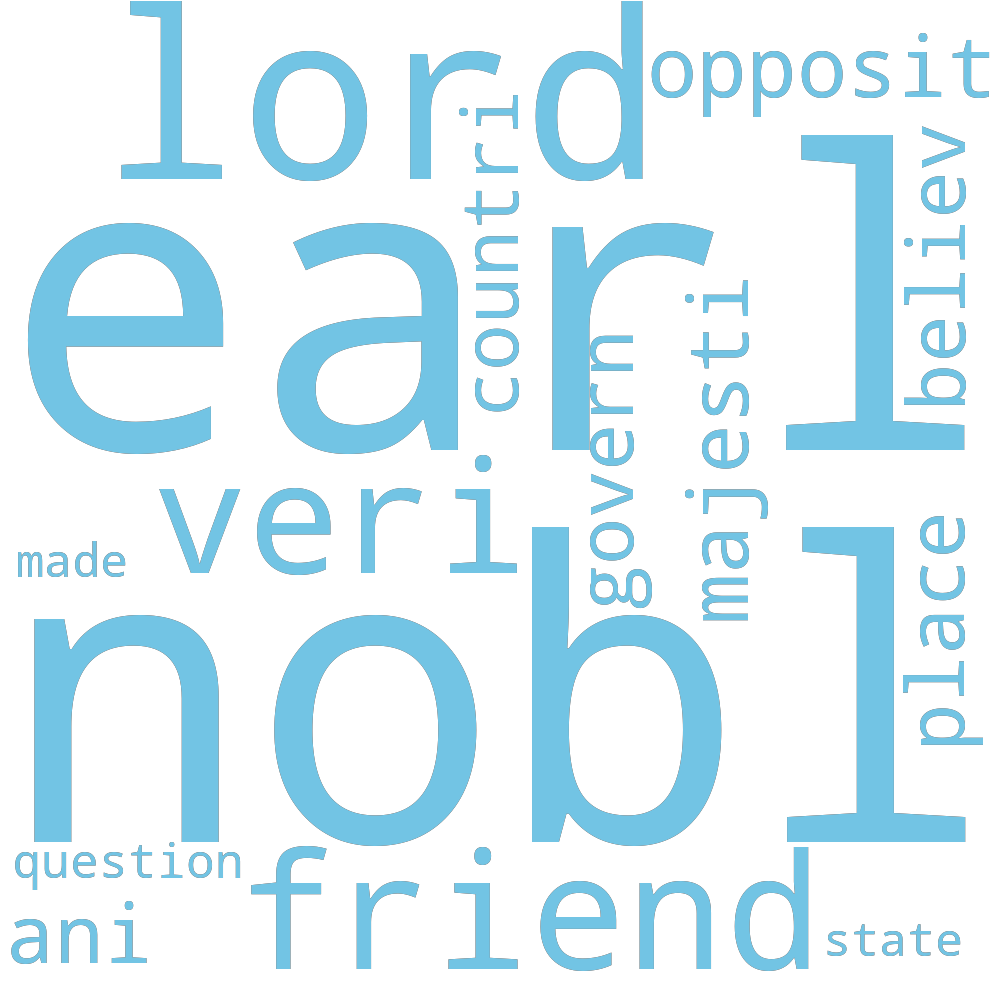 lord
opposit
earl
countri
believ
govern
majesti
veri
made
nobl
place
question
friend
ani
state